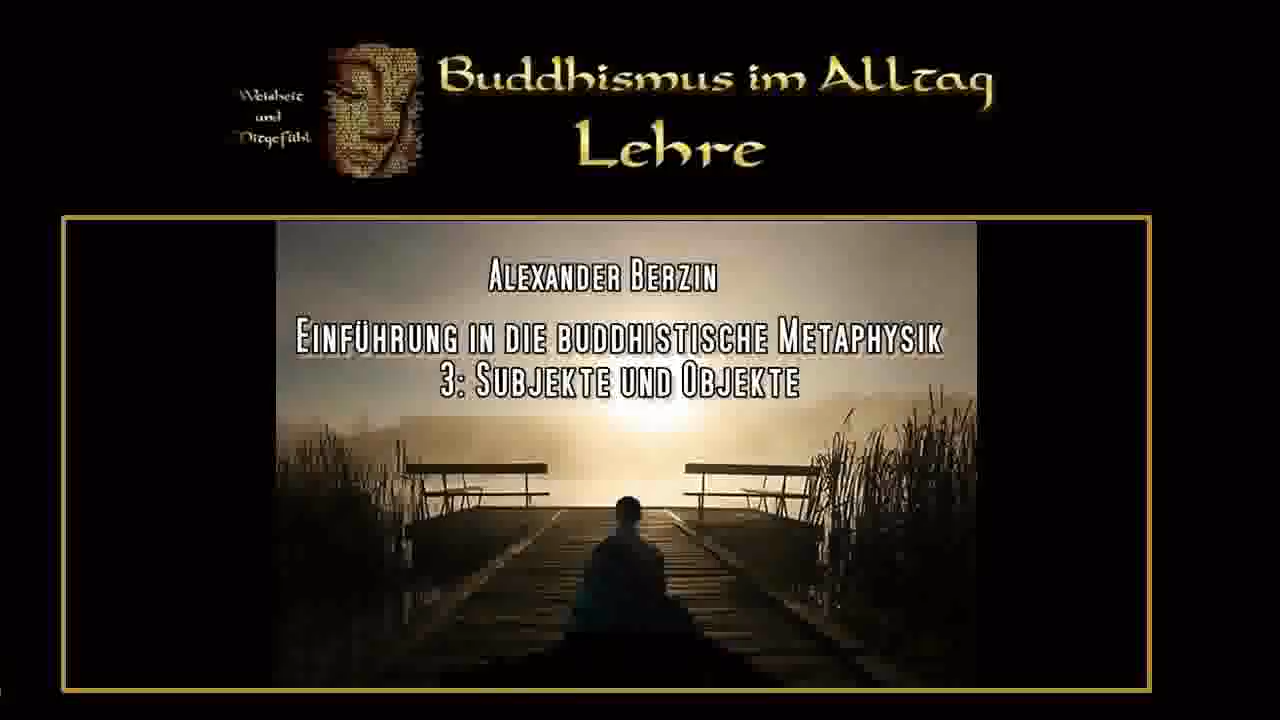 Weisheit
und
Mitgefühl
Buddhismus im Alltag
Lehre
Alexander Berzin
Einführung in die buddhistische Metaphysik
3: Subjekte und Objekte